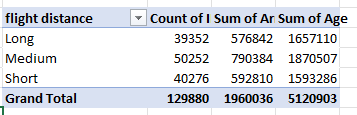 flight distance Count of I Sum of Ar Sum of Age
Long 39352 576842 1657110
Medium 50252 790384 1870507
Short 40276 592810 1593286
Grand Total 129880 1960036 5120903